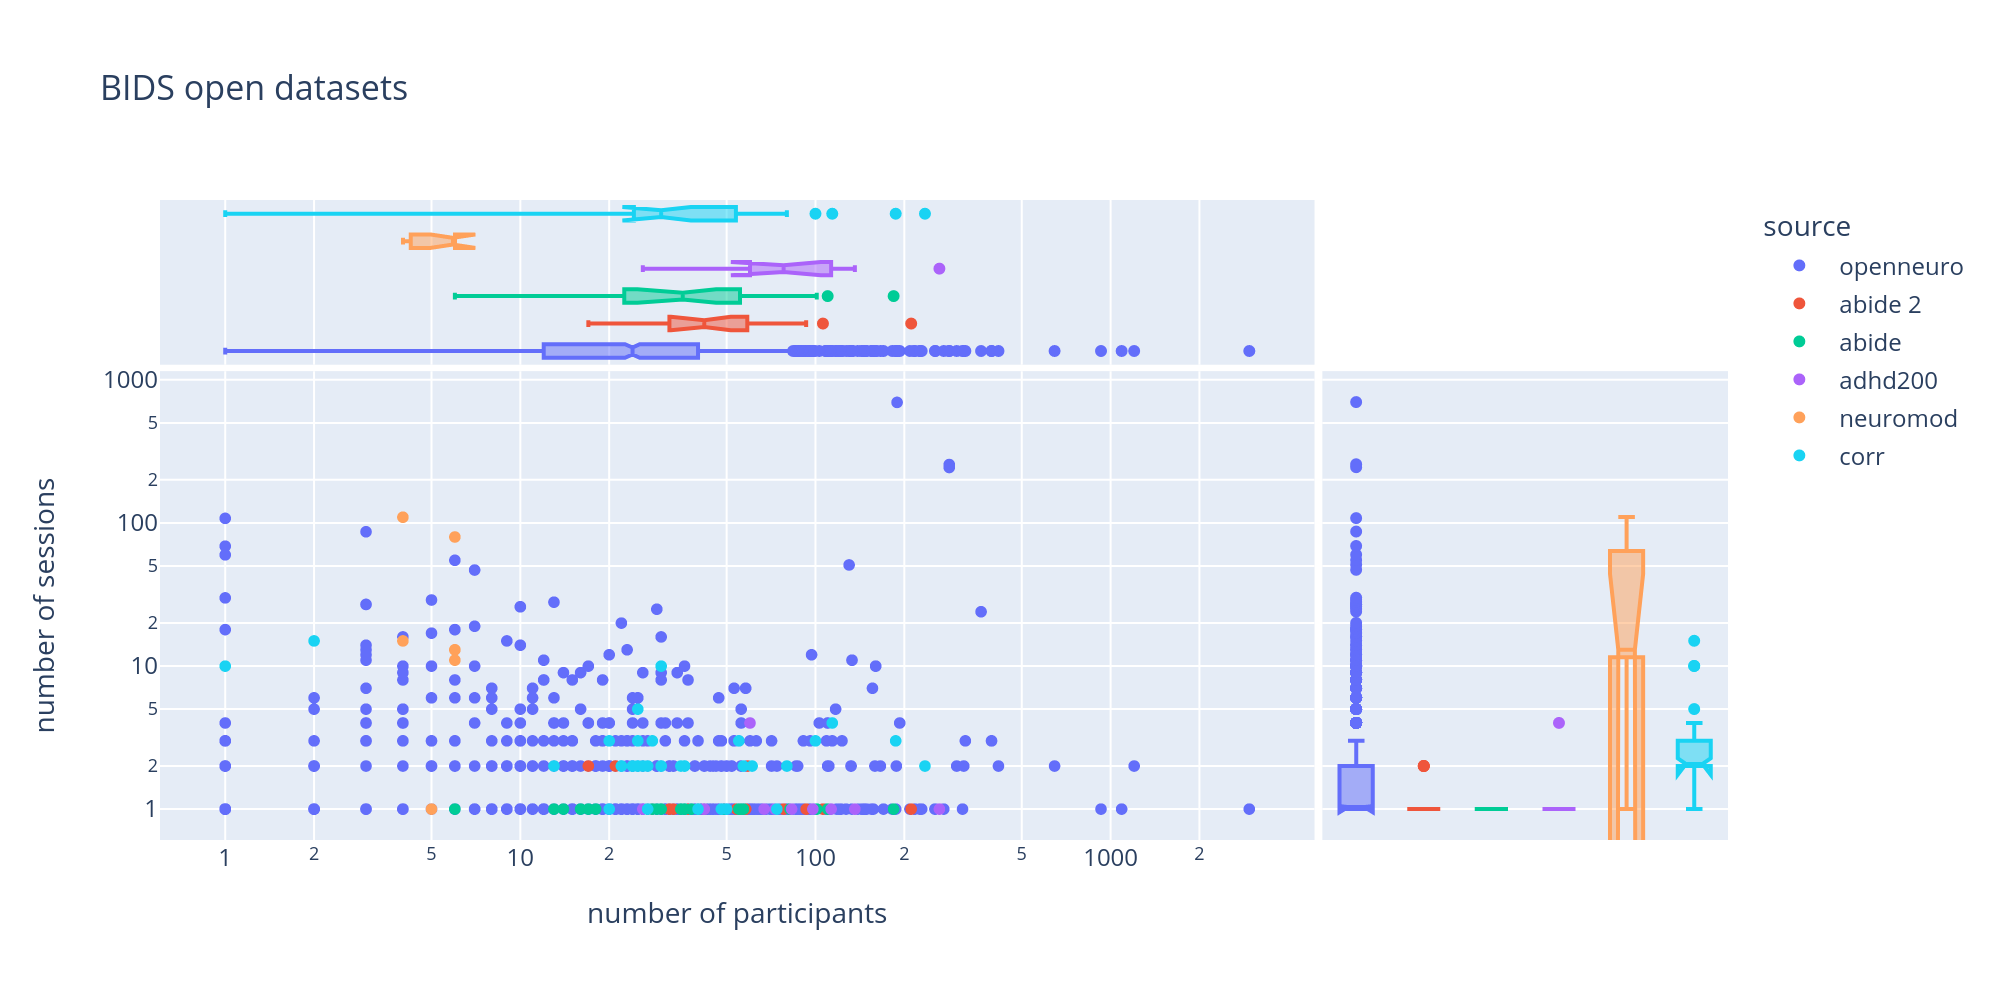 BIDS open datasets
source
openneuro
abide 2
abide
adhd200
neuromod
corr
1000
5
2
100
5
2
10
5
2
1
number of sessions
1 2 5 10 2 5 100 2 5 1000 2
number of participants